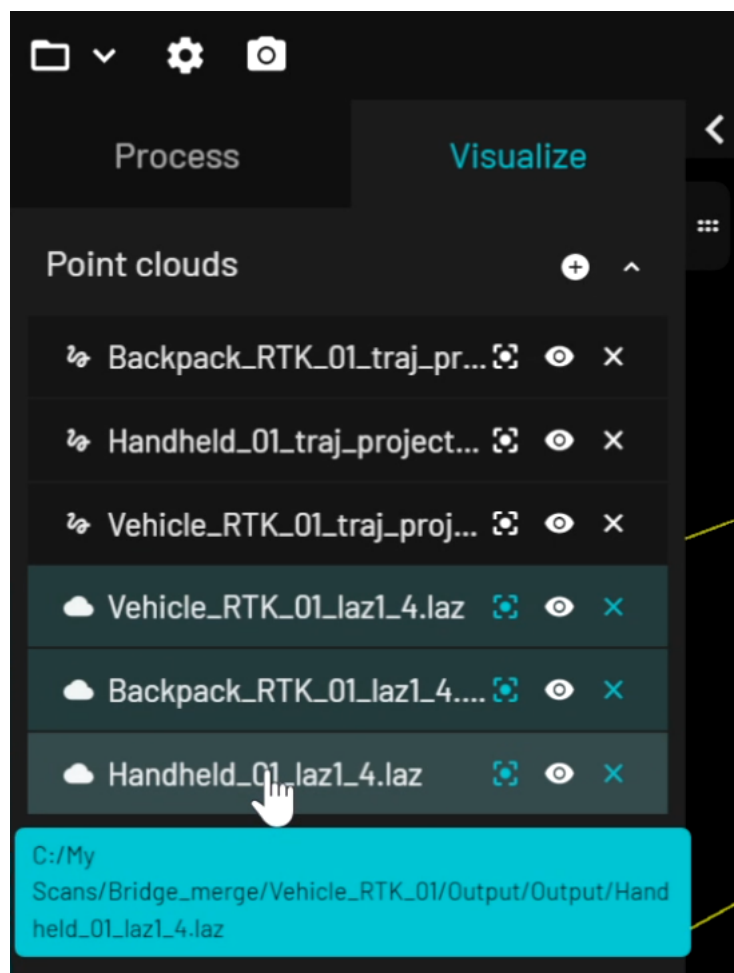 Process
Visualize
Point clouds
Backpack_RTK_01_traj_pr...
Handheld_01_traj_project...
Vehicle_RTK_01_traj_proj...
Vehicle_RTK_01_laz1_4.laz
Backpack_RTK_01_laz1_4....
Handheld_01_laz1_4.laz
C:/My
Scans/Bridge_merge/Vehicle_RTK_01/Output/Output/Hand
held_01_laz1_4.laz